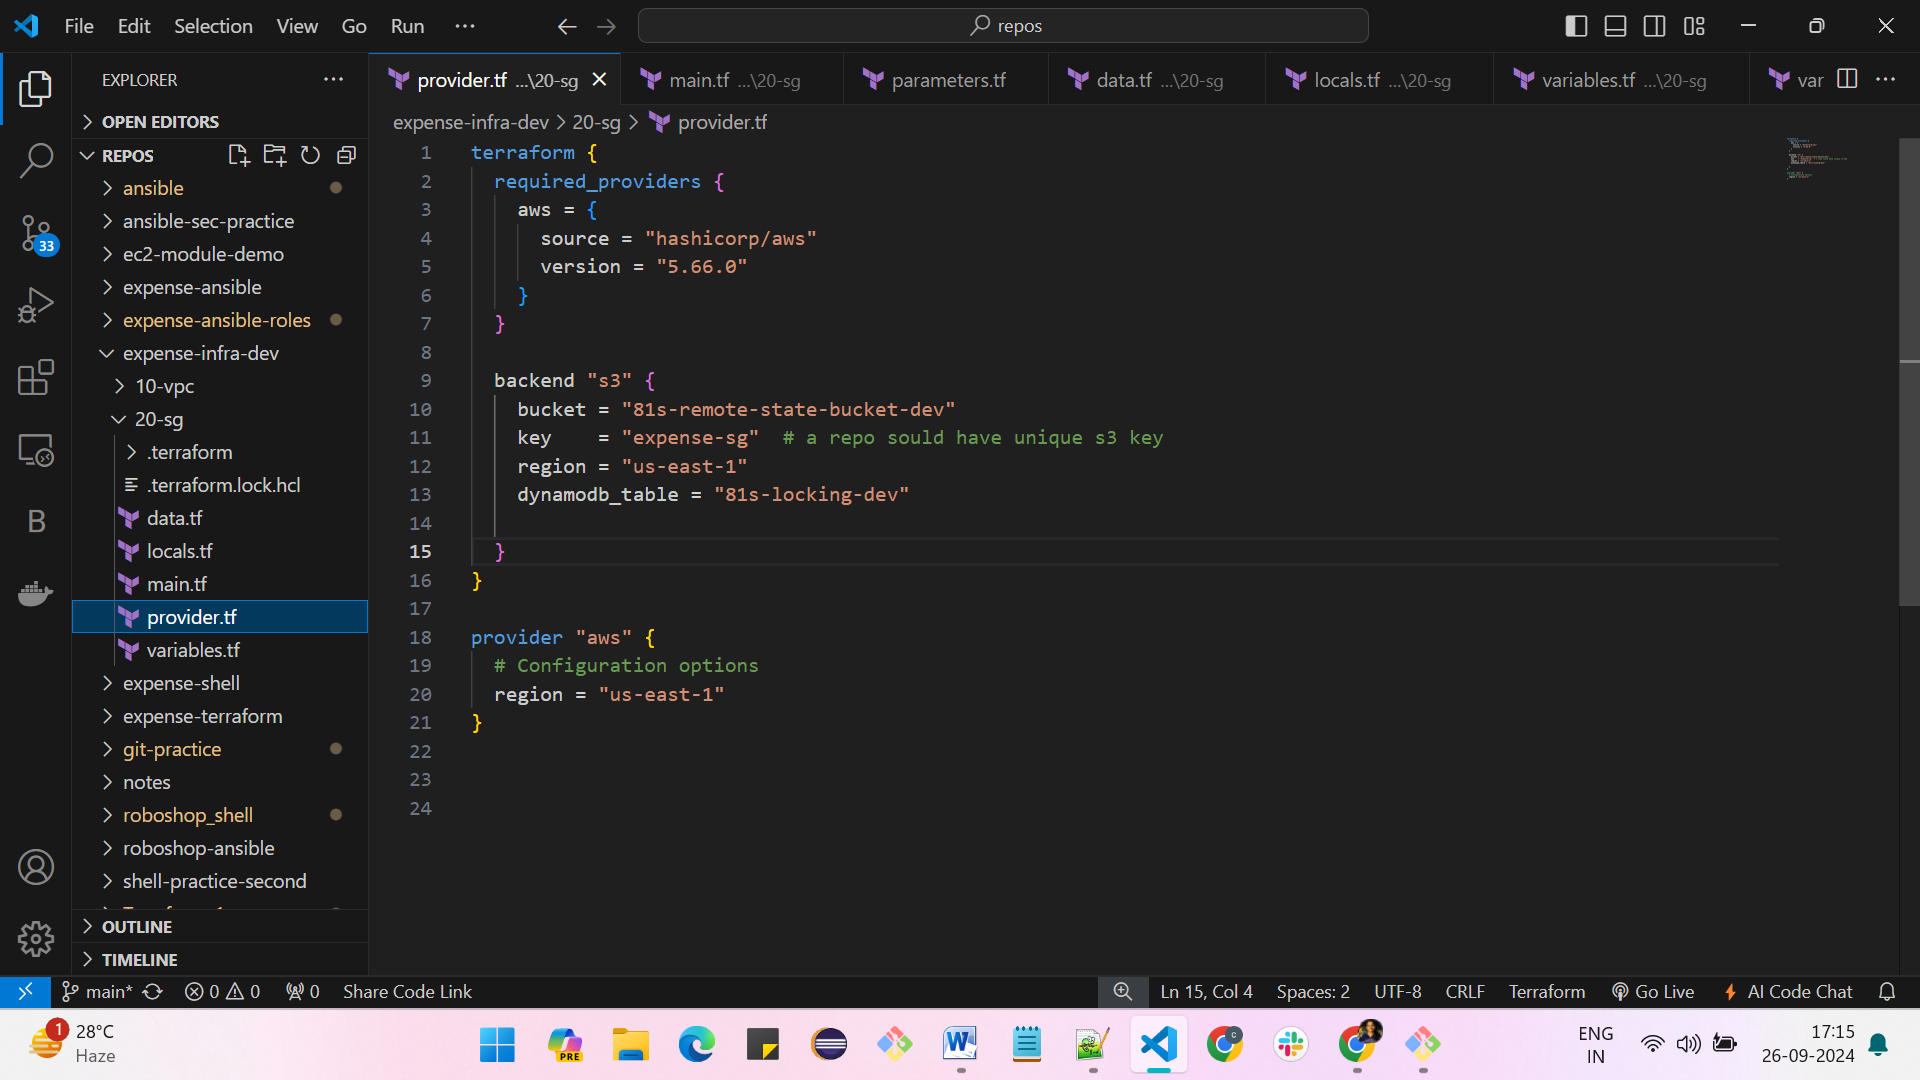 File Edit Selection View Go Run ··· repos
EXPLORER ···
OPEN EDITORS
REPOS
ansible
ansible-sec-practice
ec2-module-demo
expense-ansible
expense-ansible-roles
expense-infra-dev
10-vpc
20-sg
.terraform
.terraform.lock.hcl
data.tf
locals.tf
main.tf
provider.tf
variables.tf
expense-shell
expense-terraform
git-practice
notes
roboshop_shell
roboshop-ansible
shell-practice-second
OUTLINE
TIMELINE
33
B
provider.tf ...\20-sg main.tf ...\20-sg parameters.tf data.tf ...\20-sg locals.tf ...\20-sg variables.tf ...\20-sg var ···
expense-infra-dev > 20-sg > provider.tf
1 terraform {
2 required_providers {
3 aws = {
4 source = "hashicorp/aws"
5 version = "5.66.0"
6 }
7 }
8
9 backend "s3" {
10 bucket = "81s-remote-state-bucket-dev"
11 key    = "expense-sg"  # a repo sould have unique s3 key
12 region = "us-east-1"
13 dynamodb_table = "81s-locking-dev"
14
15 }
16 }
17
18 provider "aws" {
19 # Configuration options
20 region = "us-east-1"
21 }
22
23
24
main* 0 0 0 Share Code Link Ln 15, Col 4 Spaces: 2 UTF-8 CRLF Terraform Go Live AI Code Chat
1 28°C
Haze
PRE
ENG
IN
17:15
26-09-2024